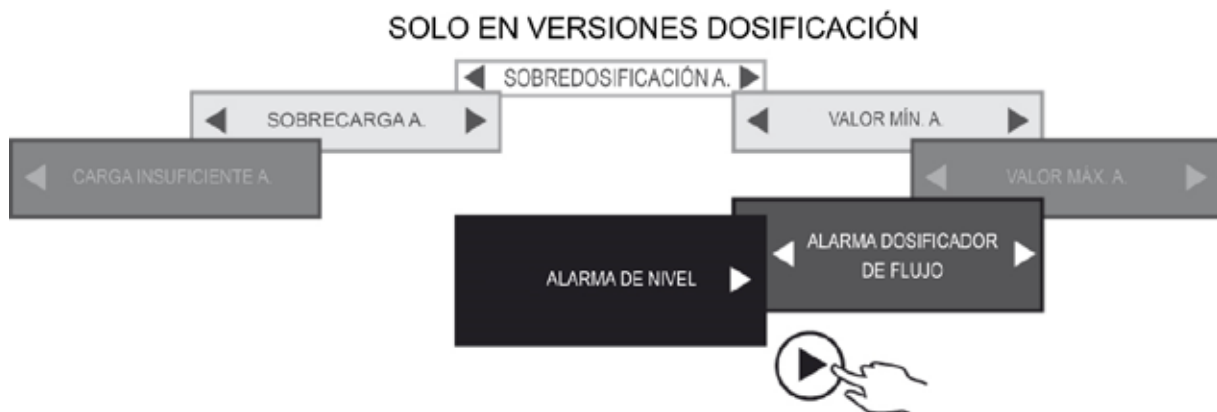 SOLO EN VERSIONES DOSIFICACIÓN
SOBREDOSIFICACIÓN A.
SOBRECARGA A.
VALOR MÍN. A.
CARGA INSUFICIENTE A.
VALOR MÁX. A.
ALARMA DOSIFICADOR
DE FLUJO
ALARMA DE NIVEL